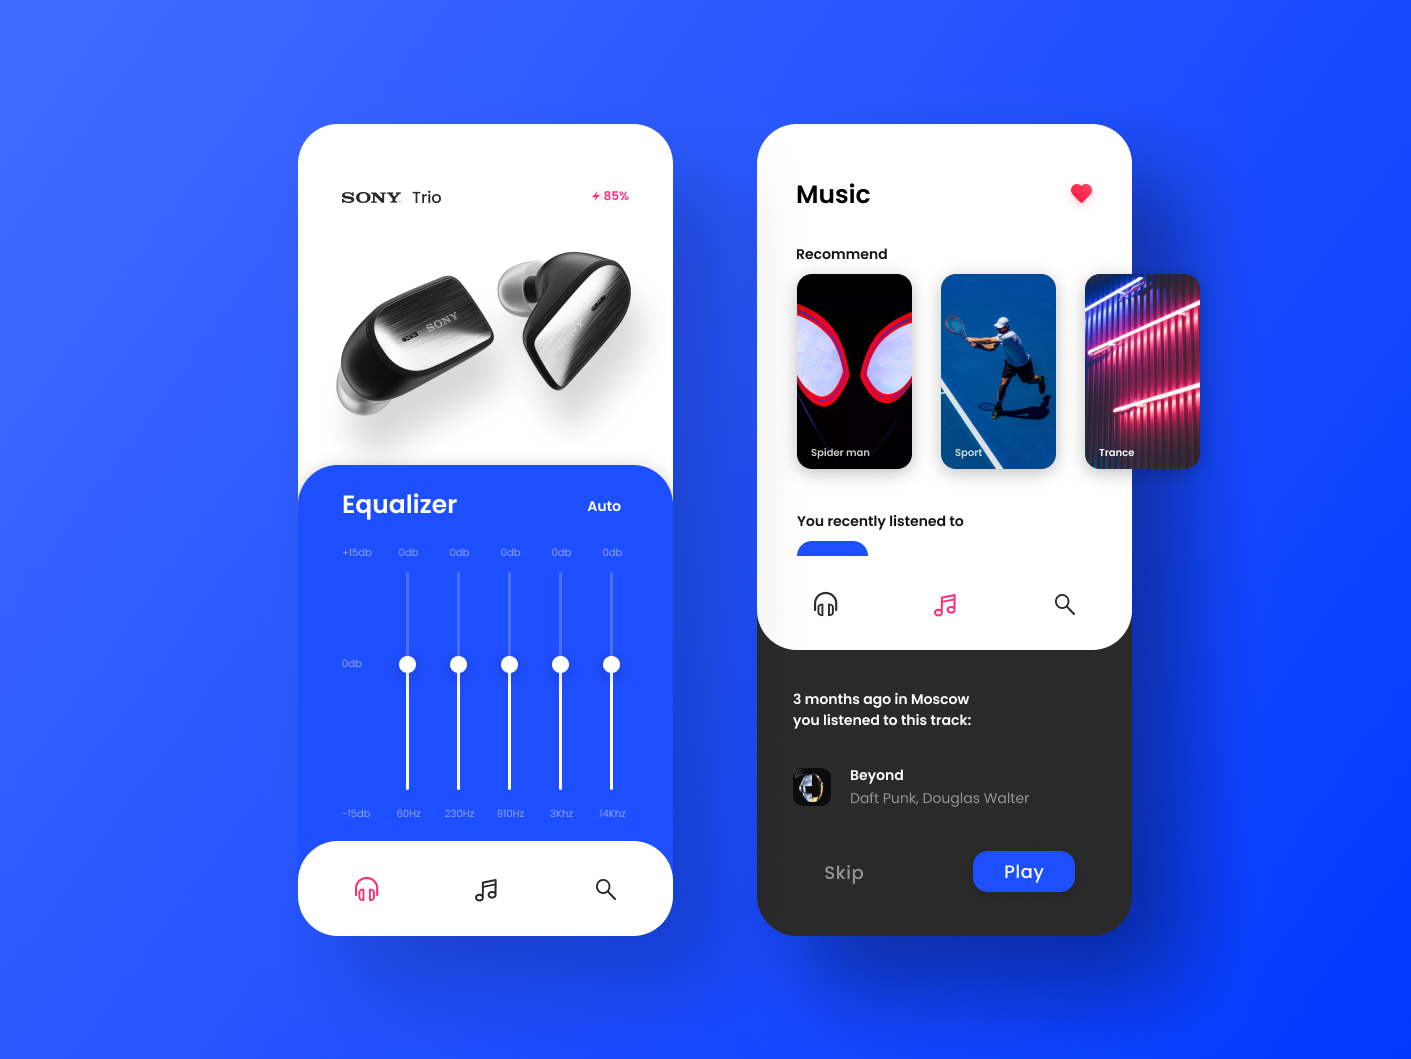 SONY Trio
85%
SONY
SONY
Equalizer
Auto
+15db 0db 0db 0db 0db 0db
0db
-15db 60Hz 230Hz 910Hz 3Khz 14Khz
Music
Recommend
Spider man
Sport
Trance
You recently listened to
3 months ago in Moscow
you listened to this track:
Beyond
Daft Punk, Douglas Walter
Skip
Play